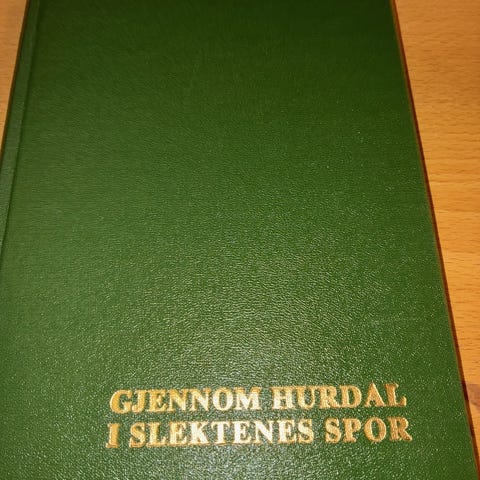 GJENNOM HURDAL
I SLEKTENES SPOR